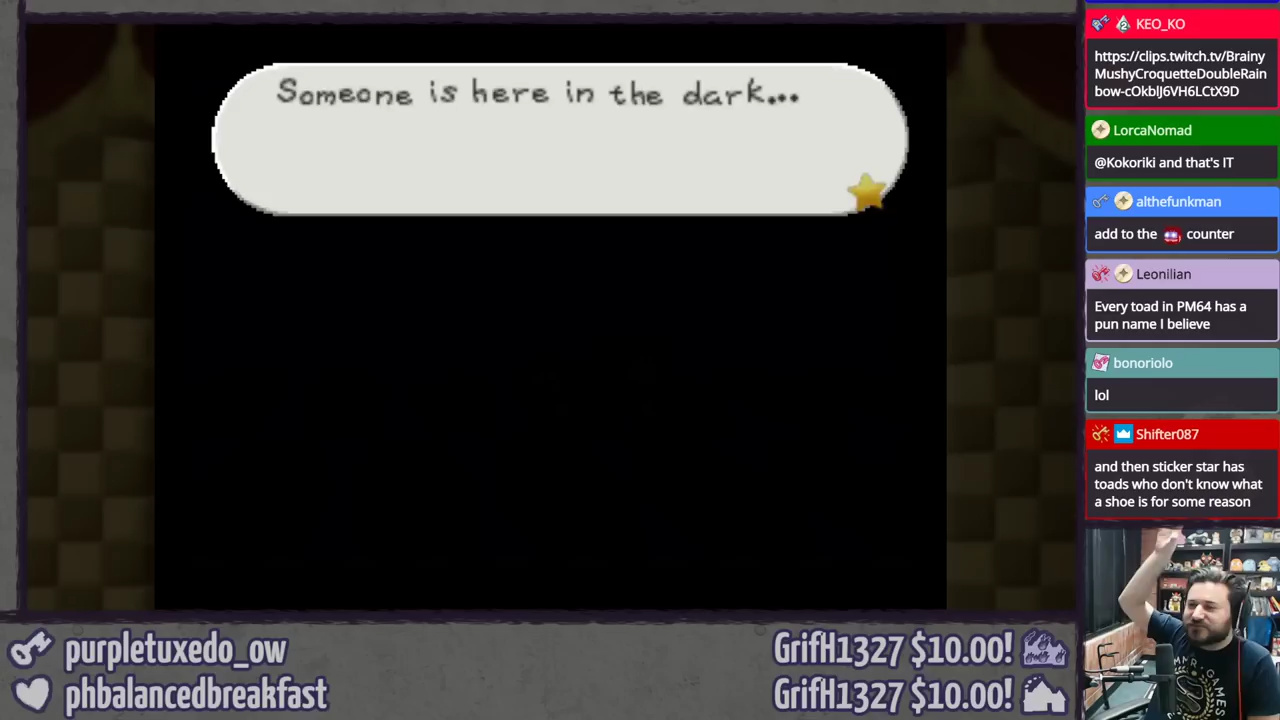 Someone is here in the dark...
KEO_KO
https://clips.twitch.tv/Brainy
MushyCroquetteDoubleRain
bow-cOkblJ6VH6LCtX9D
LorcaNomad
@Kokoriki and that's IT
althefunkman
add to the counter
Leonilian
Every toad in PM64 has a
pun name I believe
bonoriolo
lol
Shifter087
and then sticker star has
toads who don't know what
a shoe is for some reason
purpletuxedo_ow
phbalancedbreakfast
GrifH1327 $10.00!
GrifH1327 $10.00!